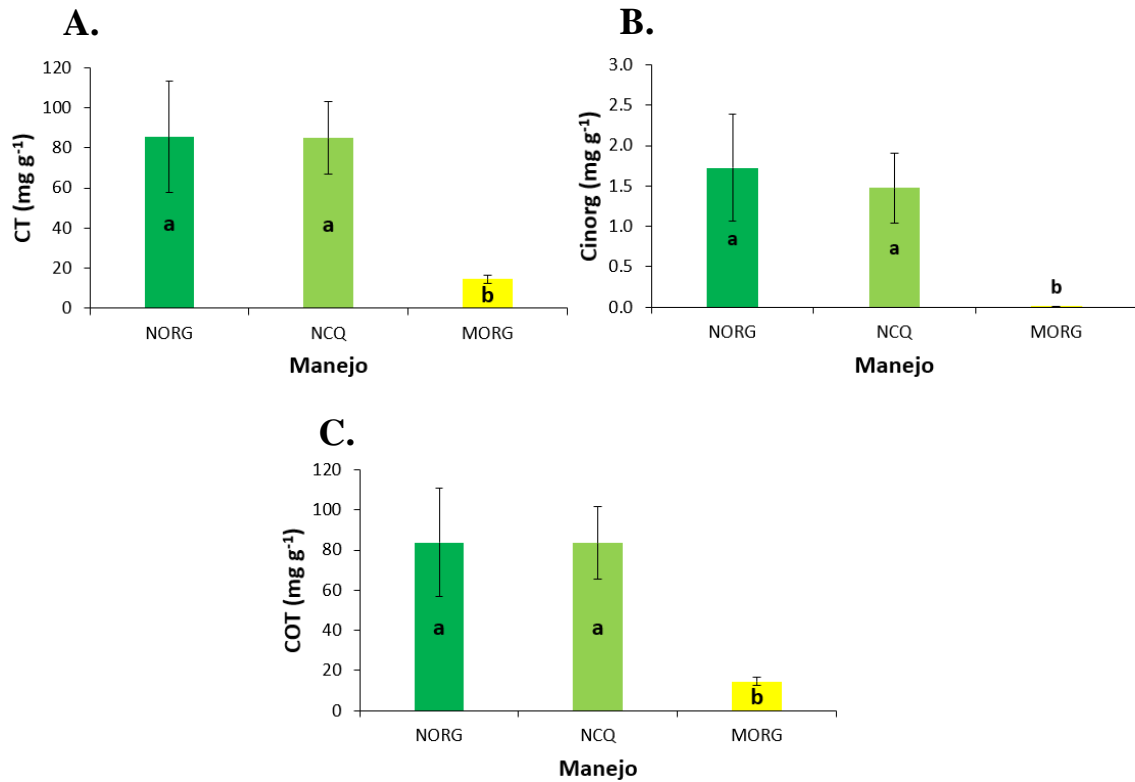 A.
CT (mg g⁻¹)
120
100
80
60
40
20
0
a
a
b
NORG NCQ MORG
Manejo
B.
Cinorg (mg g⁻¹)
3.0
2.5
2.0
1.5
1.0
0.5
0.0
a
a
b
NORG NCQ MORG
Manejo
C.
COT (mg g⁻¹)
120
100
80
60
40
20
0
a
a
b
NORG NCQ MORG
Manejo